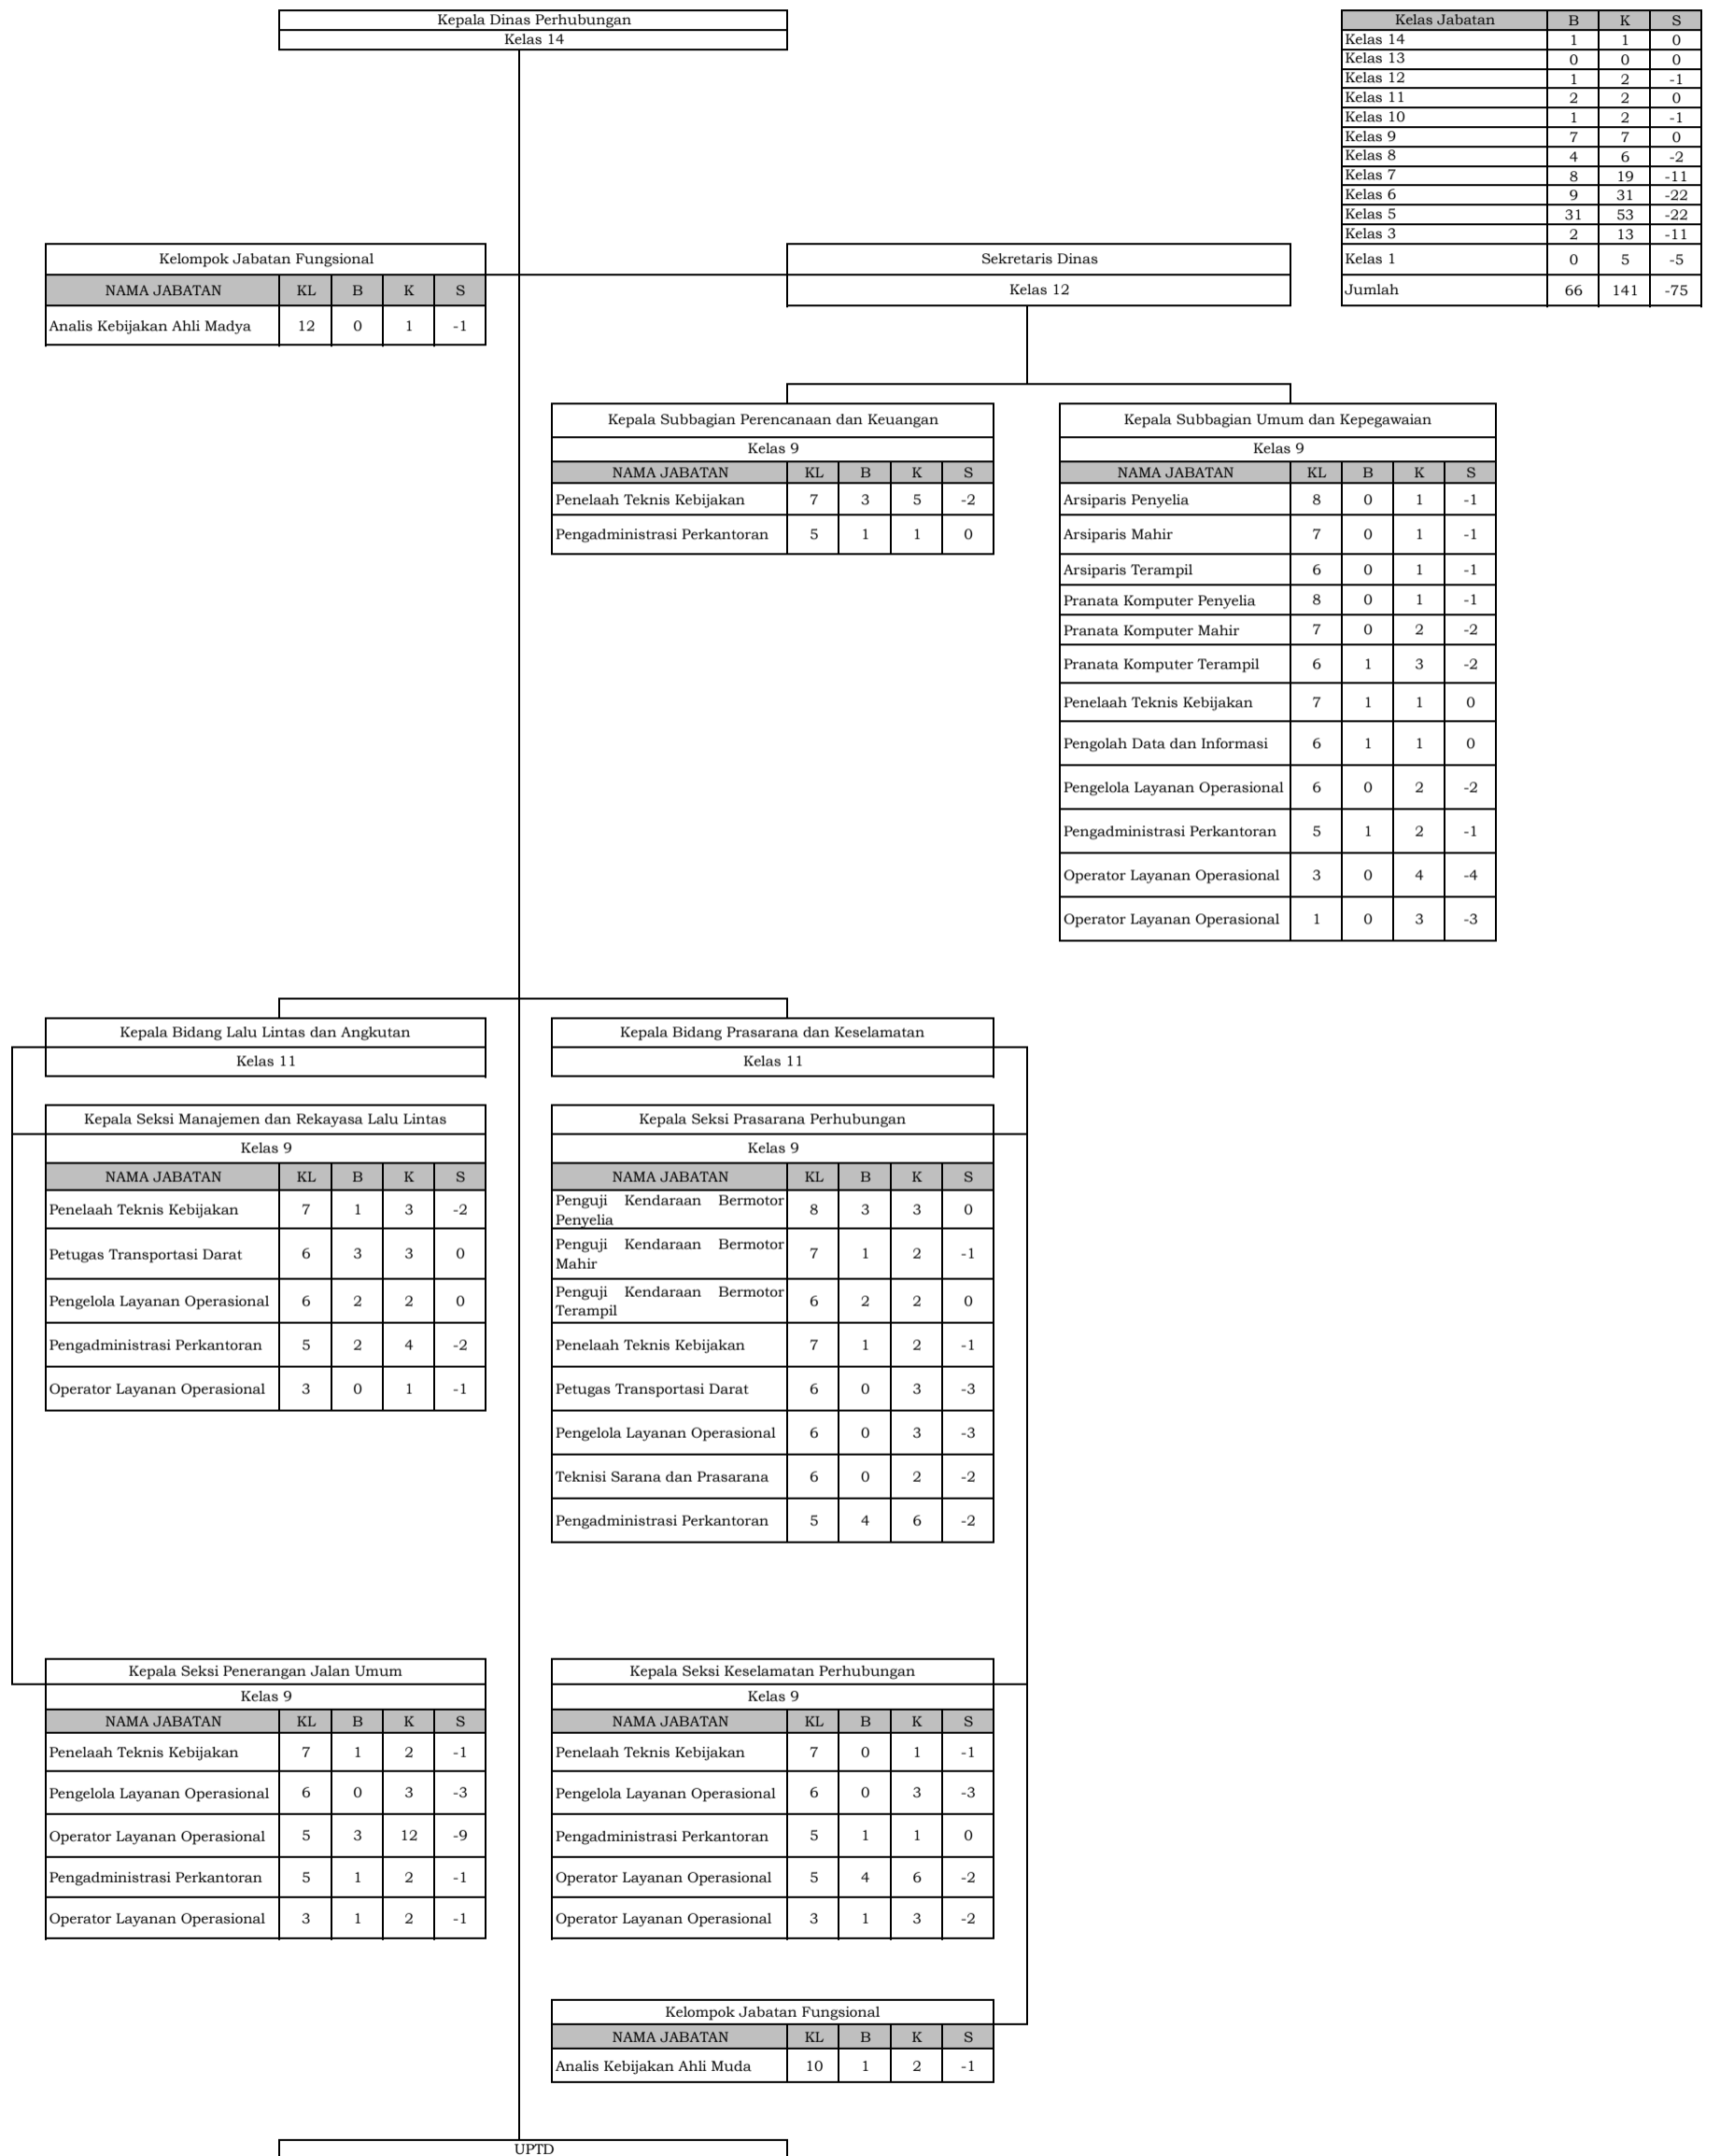 Kepala Dinas Perhubungan
Kelas 14
Kelas Jabatan B K S
Kelas 14 1 1 0
Kelas 13 0 0 0
Kelas 12 1 2 -1
Kelas 11 2 2 0
Kelas 10 1 2 -1
Kelas 9 7 7 0
Kelas 8 4 6 -2
Kelas 7 8 19 -11
Kelas 6 9 31 -22
Kelas 5 31 53 -22
Kelas 3 2 13 -11
Kelas 1 0 5 -5
Jumlah 66 141 -75
Kelompok Jabatan Fungsional
NAMA JABATAN KL B K S
Analis Kebijakan Ahli Madya 12 0 1 -1
Sekretaris Dinas
Kelas 12
Kepala Subbagian Perencanaan dan Keuangan
Kelas 9
NAMA JABATAN KL B K S
Penelaah Teknis Kebijakan 7 3 5 -2
Pengadministrasi Perkantoran 5 1 1 0
Kepala Subbagian Umum dan Kepegawaian
Kelas 9
NAMA JABATAN KL B K S
Arsiparis Penyelia 8 0 1 -1
Arsiparis Mahir 7 0 1 -1
Arsiparis Terampil 6 0 1 -1
Pranata Komputer Penyelia 8 0 1 -1
Pranata Komputer Mahir 7 0 2 -2
Pranata Komputer Terampil 6 1 3 -2
Penelaah Teknis Kebijakan 7 1 1 0
Pengolah Data dan Informasi 6 1 1 0
Pengelola Layanan Operasional 6 0 2 -2
Pengadministrasi Perkantoran 5 1 2 -1
Operator Layanan Operasional 3 0 4 -4
Operator Layanan Operasional 1 0 3 -3
Kepala Bidang Lalu Lintas dan Angkutan
Kelas 11
Kepala Seksi Manajemen dan Rekayasa Lalu Lintas
Kelas 9
NAMA JABATAN KL B K S
Penelaah Teknis Kebijakan 7 1 3 -2
Petugas Transportasi Darat 6 3 3 0
Pengelola Layanan Operasional 6 2 2 0
Pengadministrasi Perkantoran 5 2 4 -2
Operator Layanan Operasional 3 0 1 -1
Kepala Bidang Prasarana dan Keselamatan
Kelas 11
Kepala Seksi Prasarana Perhubungan
Kelas 9
NAMA JABATAN KL B K S
Penguji Kendaraan Bermotor
Penyelia 8 3 3 0
Penguji Kendaraan Bermotor
Mahir 7 1 2 -1
Penguji Kendaraan Bermotor
Terampil 6 2 2 0
Penelaah Teknis Kebijakan 7 1 2 -1
Petugas Transportasi Darat 6 0 3 -3
Pengelola Layanan Operasional 6 0 3 -3
Teknisi Sarana dan Prasarana 6 0 2 -2
Pengadministrasi Perkantoran 5 4 6 -2
Kepala Seksi Penerangan Jalan Umum
Kelas 9
NAMA JABATAN KL B K S
Penelaah Teknis Kebijakan 7 1 2 -1
Pengelola Layanan Operasional 6 0 3 -3
Operator Layanan Operasional 5 3 12 -9
Pengadministrasi Perkantoran 5 1 2 -1
Operator Layanan Operasional 3 1 2 -1
Kepala Seksi Keselamatan Perhubungan
Kelas 9
NAMA JABATAN KL B K S
Penelaah Teknis Kebijakan 7 0 1 -1
Pengelola Layanan Operasional 6 0 3 -3
Pengadministrasi Perkantoran 5 1 1 0
Operator Layanan Operasional 5 4 6 -2
Operator Layanan Operasional 3 1 3 -2
Kelompok Jabatan Fungsional
NAMA JABATAN KL B K S
Analis Kebijakan Ahli Muda 10 1 2 -1
UPTD